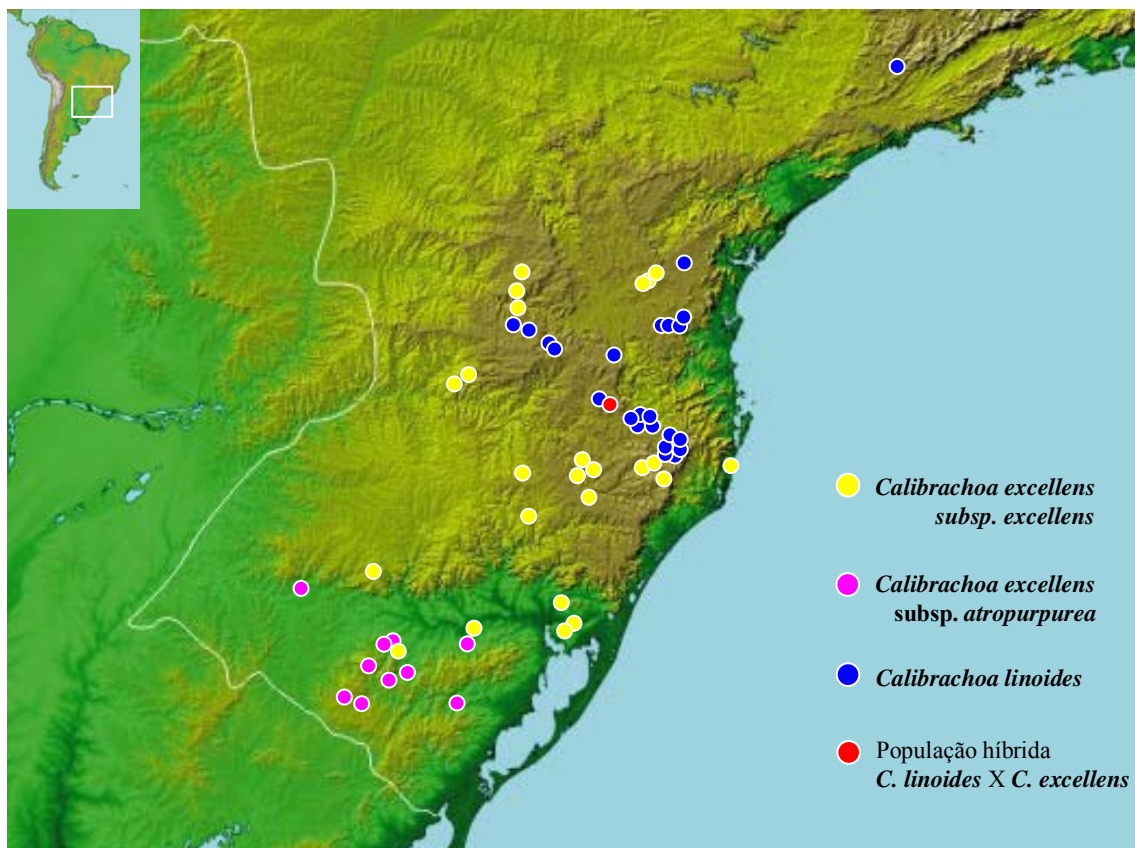 Calibrachoa excellens
subsp. excellens
Calibrachoa excellens
subsp. atropurpurea
Calibrachoa linoides
População híbrida
C. linoides X C. excellens